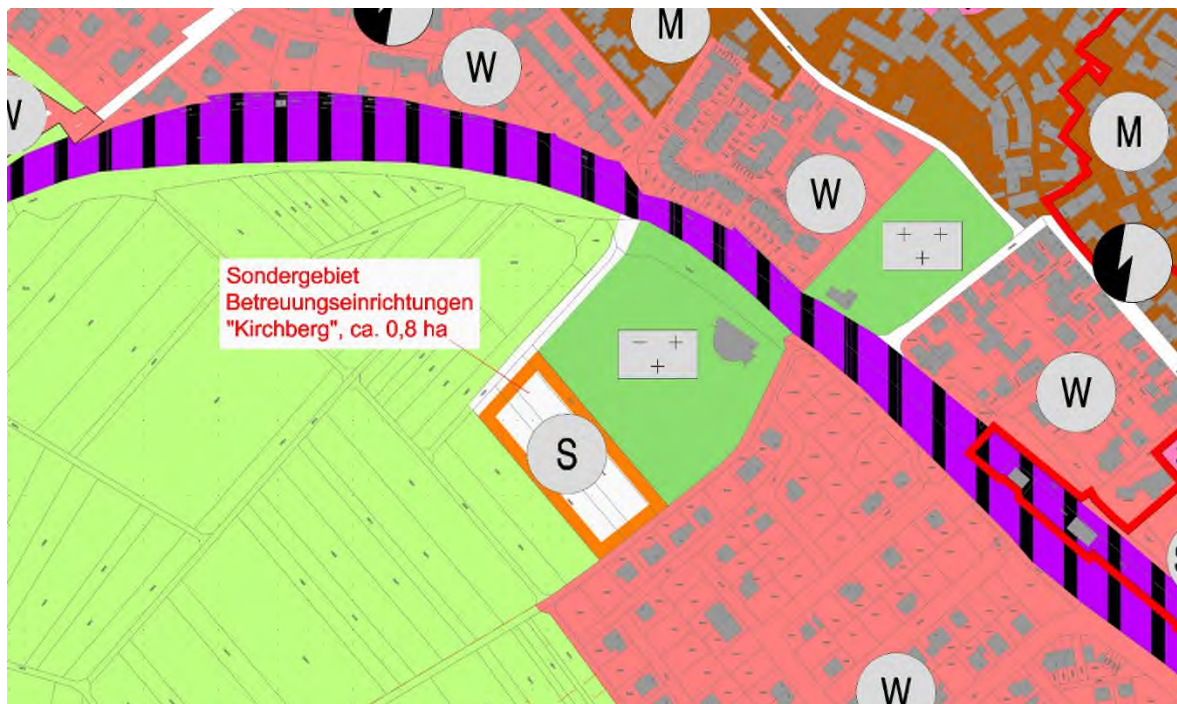 M
W
W
M
W
Sondergebiet
Betreuungseinrichtungen
"Kirchberg", ca. 0,8 ha
W
S
W